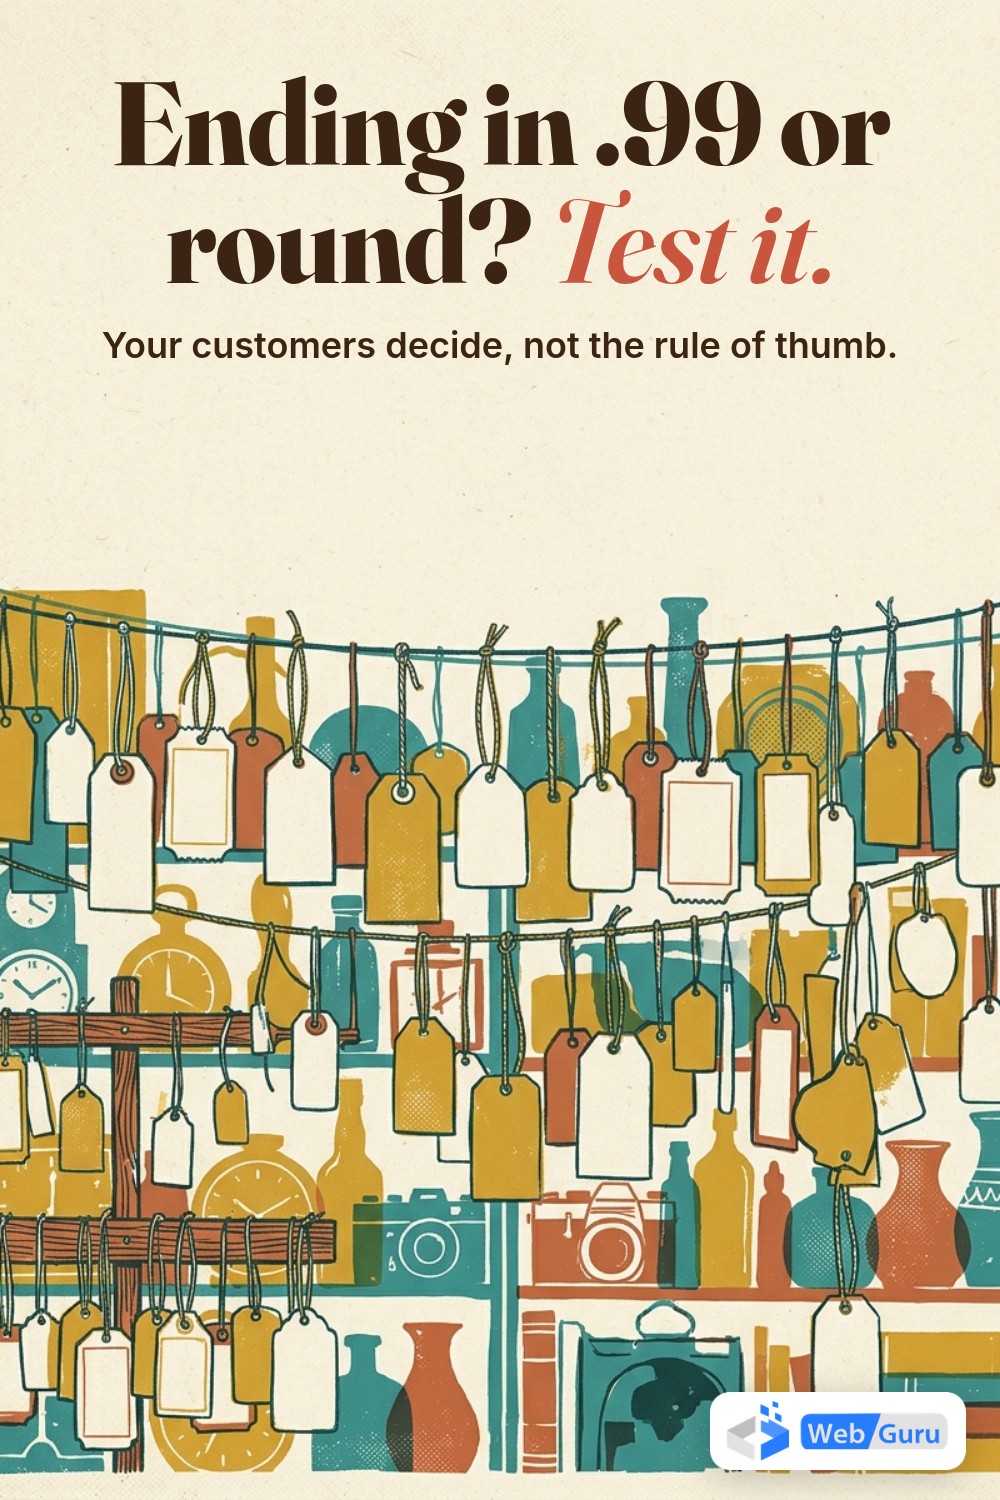 Ending in .99 or
round? Test it.
Your customers decide, not the rule of thumb.
Web Guru